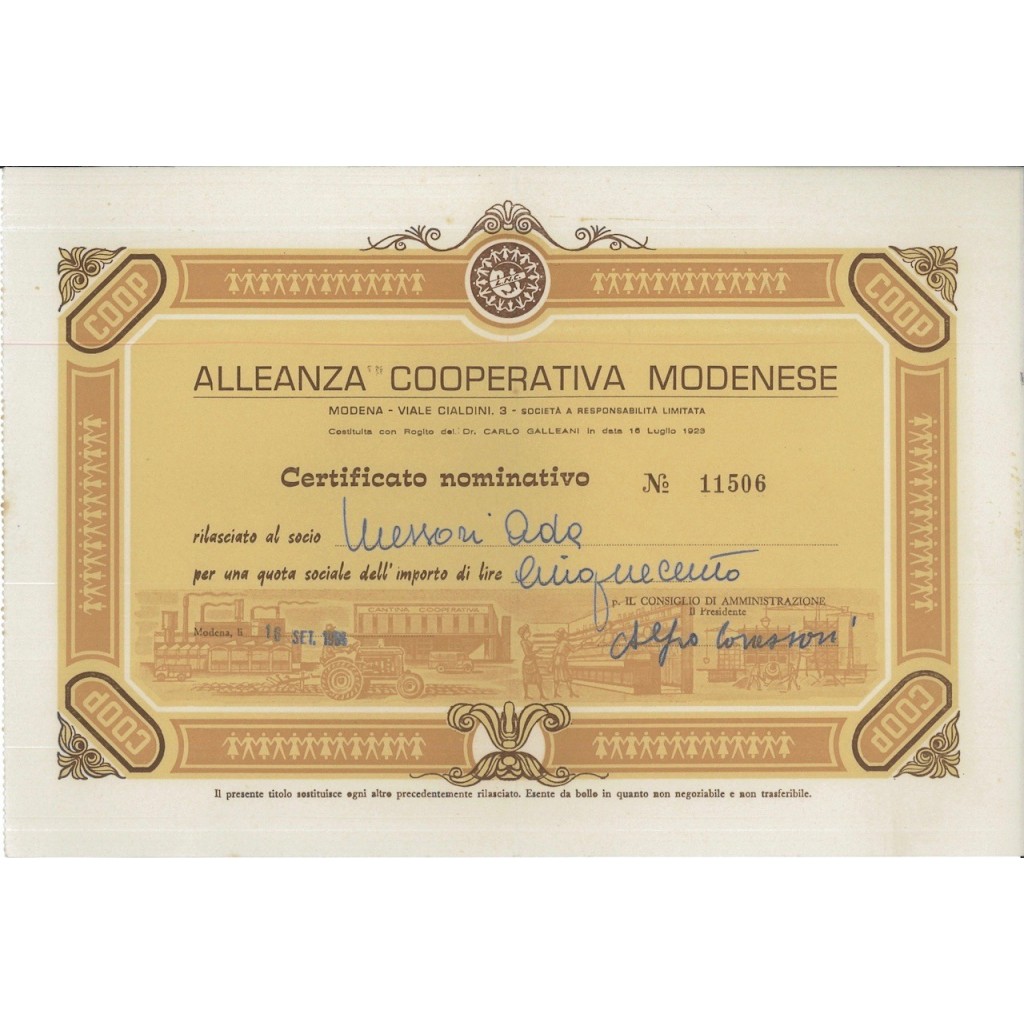 COOP
COOP
ALLEANZA COOPERATIVA MODENESE
MODENA - VIALE CIALDINI, 3 - SOCIETÀ A RESPONSABILITÀ LIMITATA
Costituita con Rogito del Dr. CARLO GALLEANI in data 16 Luglio 1923
Certificato nominativo № 11506
rilasciato al socio Messori Ada
per una quota sociale dell'importo di lire cinquecento
p. IL CONSIGLIO DI AMMINISTRAZIONE
Il Presidente
CANTINA COOPERATIVA
Modena, li SET.
COOP
COOP
Il presente titolo sostituisce ogni altro precedentemente rilasciato. Esente da bollo in quanto non negoziabile e non trasferibile.